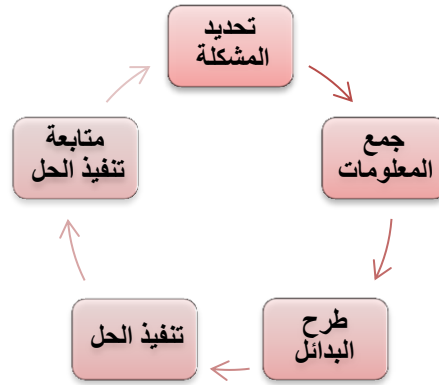 تحديد
المشكلة
جمع
المعلومات
طرح
البدائل
تنفيذ الحل
متابعة
تنفيذ الحل